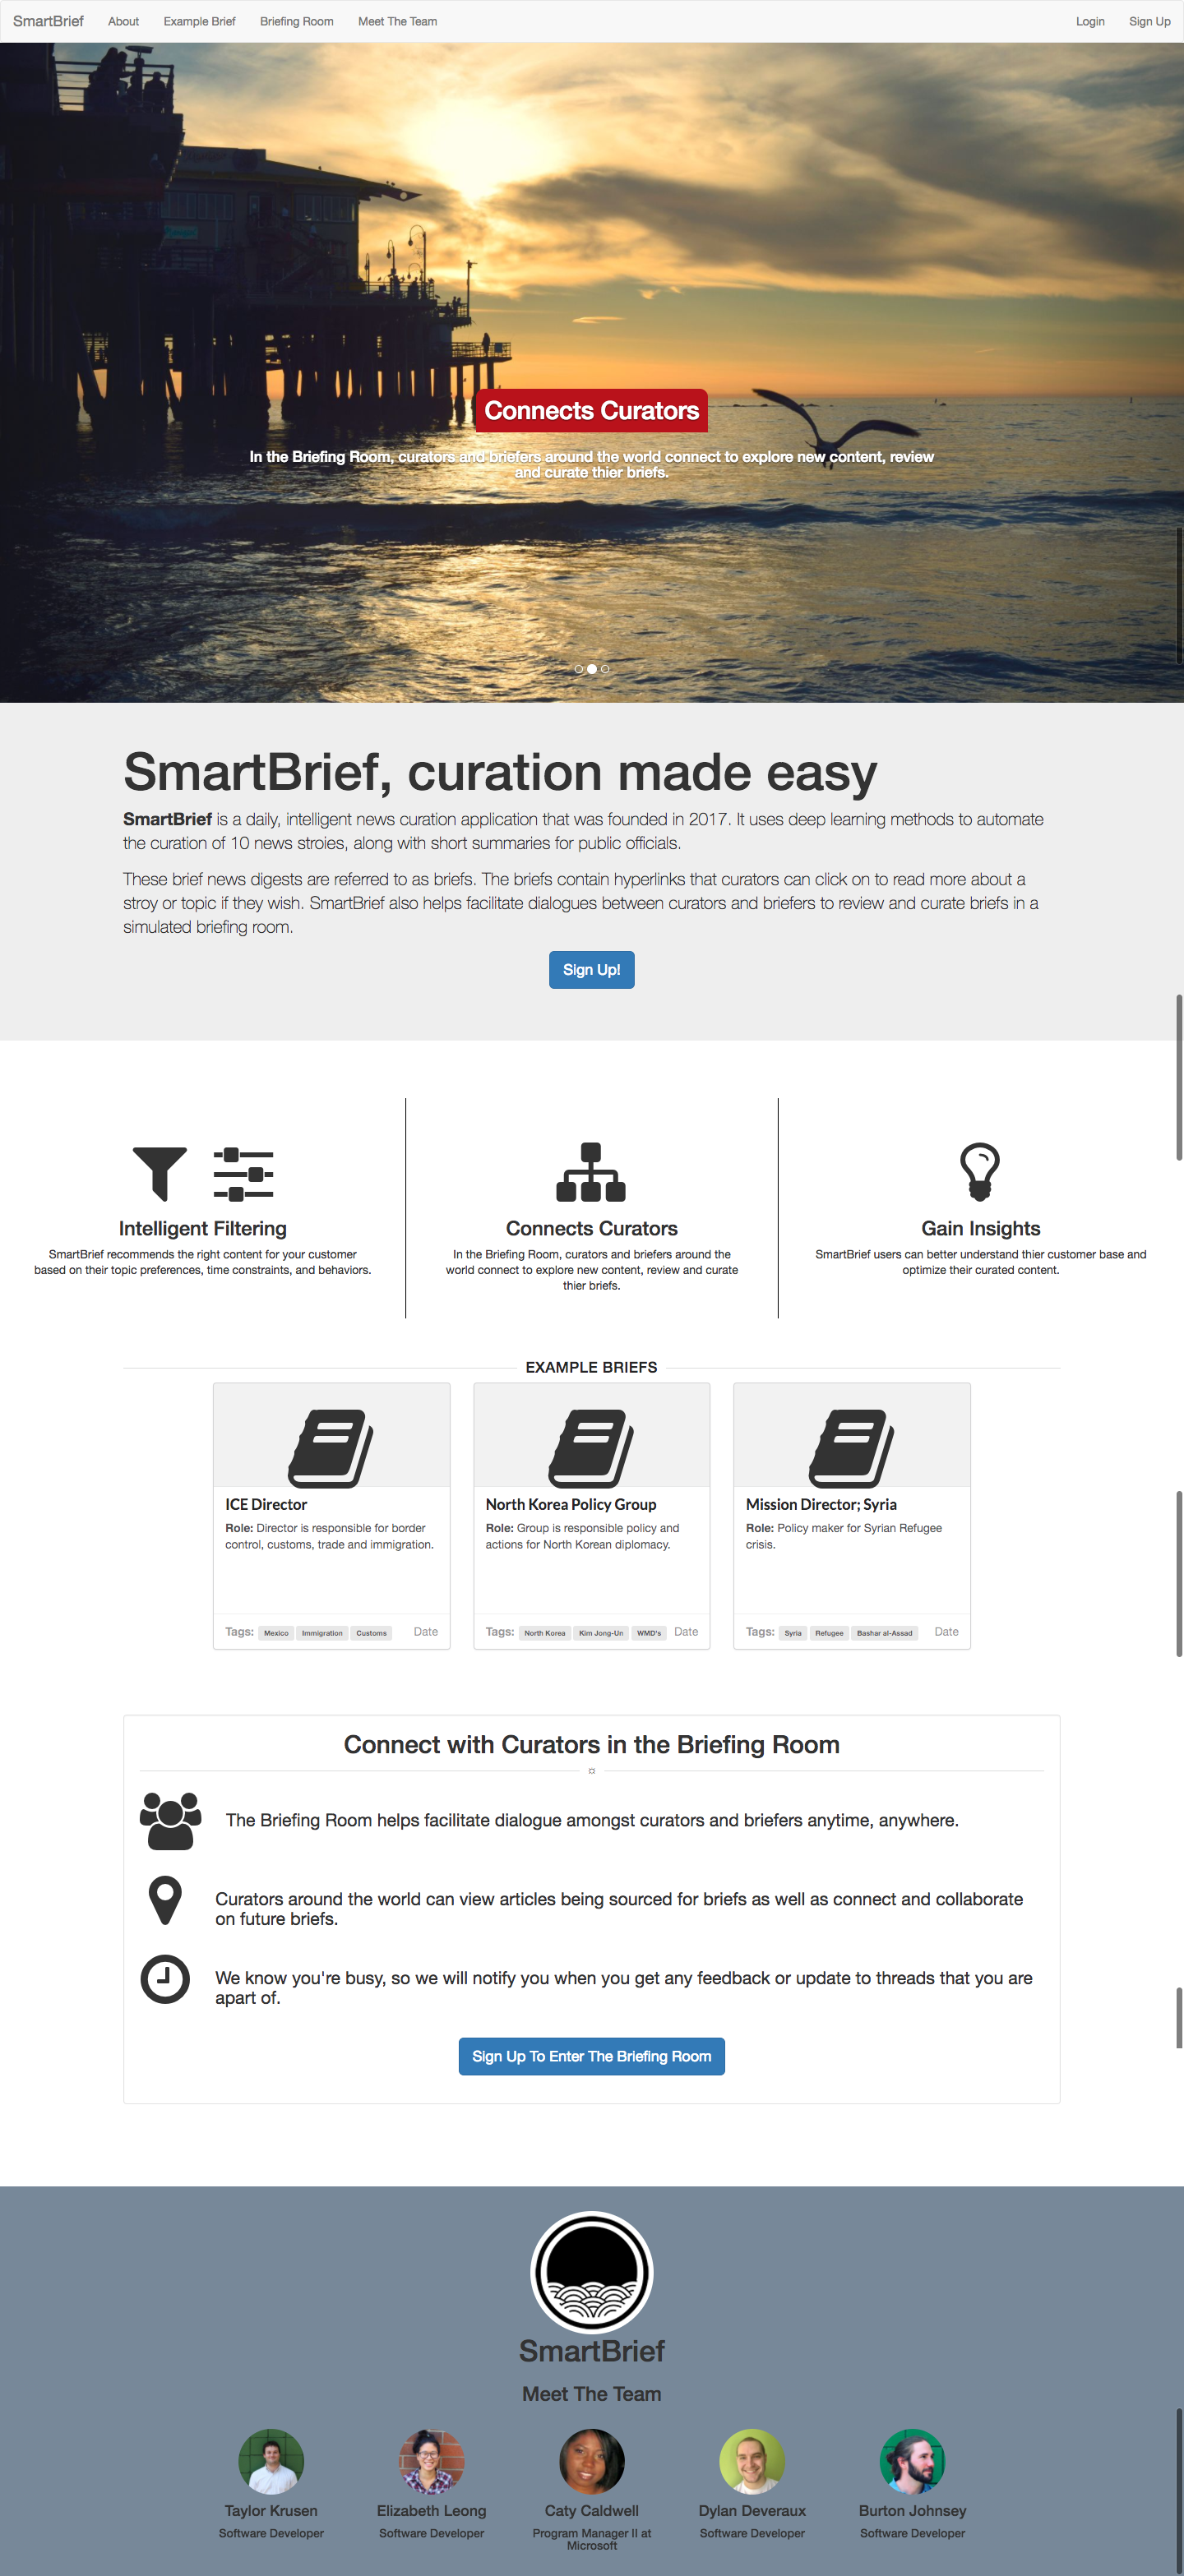 SmartBrief About Example Brief Briefing Room Meet The Team Login Sign Up
Connects Curators
In the Briefing Room, curators and briefers around the world connect to explore new content, review
and curate thier briefs.
SmartBrief, curation made easy
SmartBrief is a daily, intelligent news curation application that was founded in 2017. It uses deep learning methods to automate
the curation of 10 news stroies, along with short summaries for public officials.
These brief news digests are referred to as briefs. The briefs contain hyperlinks that curators can click on to read more about a
stroy or topic if they wish. SmartBrief also helps facilitate dialogues between curators and briefers to review and curate briefs in a
simulated briefing room.
Sign Up!
Intelligent Filtering
SmartBrief recommends the right content for your customer
based on their topic preferences, time constraints, and behaviors.
Connects Curators
In the Briefing Room, curators and briefers around the
world connect to explore new content, review and curate
thier briefs.
Gain Insights
SmartBrief users can better understand thier customer base and
optimize their curated content.
EXAMPLE BRIEFS
ICE Director
Role: Director is responsible for border
control, customs, trade and immigration.
Tags: Mexico Immigration Customs Date
North Korea Policy Group
Role: Group is responsible policy and
actions for North Korean diplomacy.
Tags: North Korea Kim Jong-Un WMD's Date
Mission Director; Syria
Role: Policy maker for Syrian Refugee
crisis.
Tags: Syria Refugee Bashar al-Assad Date
Connect with Curators in the Briefing Room
¤
The Briefing Room helps facilitate dialogue amongst curators and briefers anytime, anywhere.
Curators around the world can view articles being sourced for briefs as well as connect and collaborate
on future briefs.
We know you're busy, so we will notify you when you get any feedback or update to threads that you are
apart of.
Sign Up To Enter The Briefing Room
SmartBrief
Meet The Team
Taylor Krusen
Software Developer
Elizabeth Leong
Software Developer
Caty Caldwell
Program Manager II at
Microsoft
Dylan Deveraux
Software Developer
Burton Johnsey
Software Developer